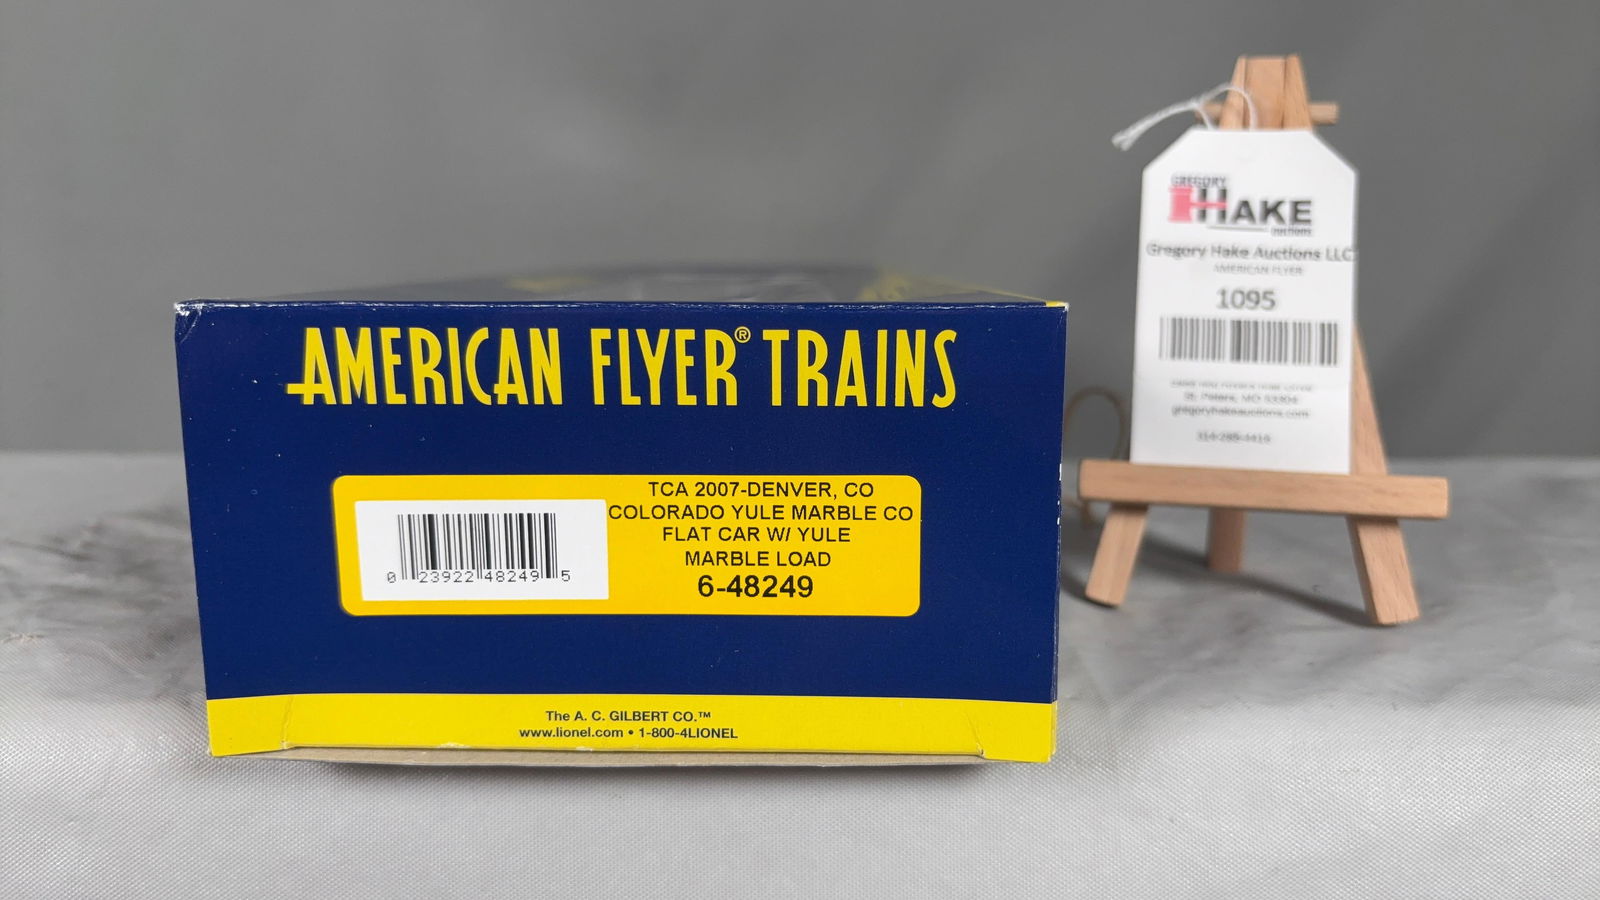 AMERICAN FLYER® TRAINS
TCA 2007-DENVER, CO
COLORADO YULE MARBLE CO
FLAT CAR W/ YULE
MARBLE LOAD
6-48249
0 23922 48249 5
The A. C. GILBERT CO.™
www.lionel.com • 1-800-4LIONEL
GREGORY
HAKE
auctions
Gregory Hake Auctions LLC
AMERICAN FLYER
1095
St. Peters, MO 63304
gregoryhakeauctions.com